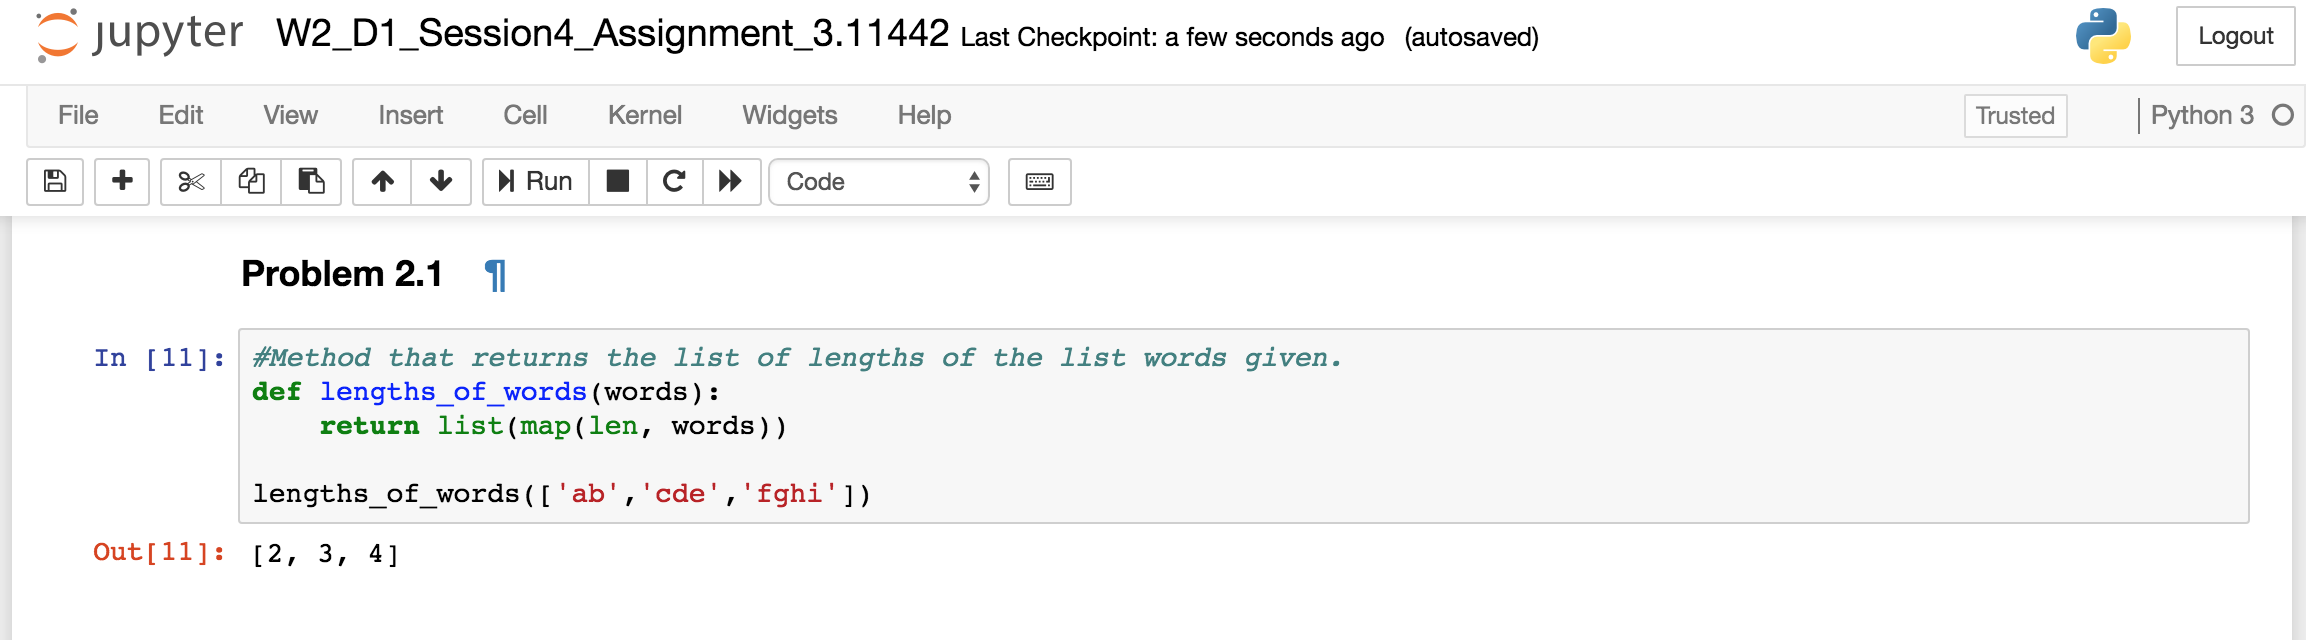 jupyter W2_D1_Session4_Assignment_3.11442 Last Checkpoint: a few seconds ago (autosaved)
Logout
File Edit View Insert Cell Kernel Widgets Help
Trusted
Python 3
Run
Code
Problem 2.1 ¶
In [11]: #Method that returns the list of lengths of the list words given.
def lengths_of_words(words):
    return list(map(len, words))
lengths_of_words(['ab','cde','fghi'])
Out[11]: [2, 3, 4]